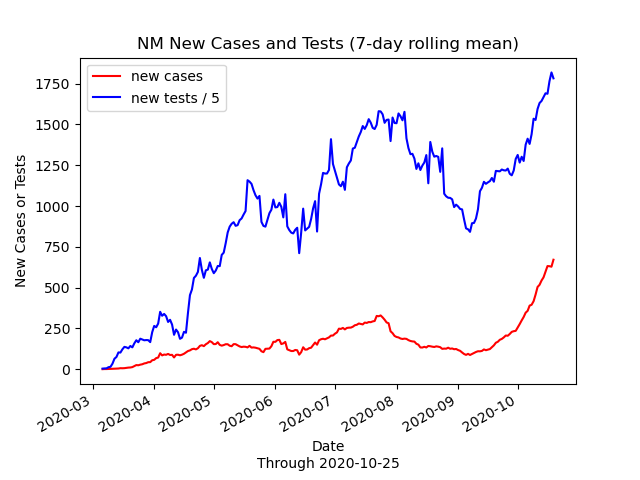 NM New Cases and Tests (7-day rolling mean)
new cases
new tests / 5
New Cases or Tests
1750
1500
1250
1000
750
500
250
0
2020-03
2020-04
2020-05
2020-06
2020-07
2020-08
2020-09
2020-10
Date
Through 2020-10-25